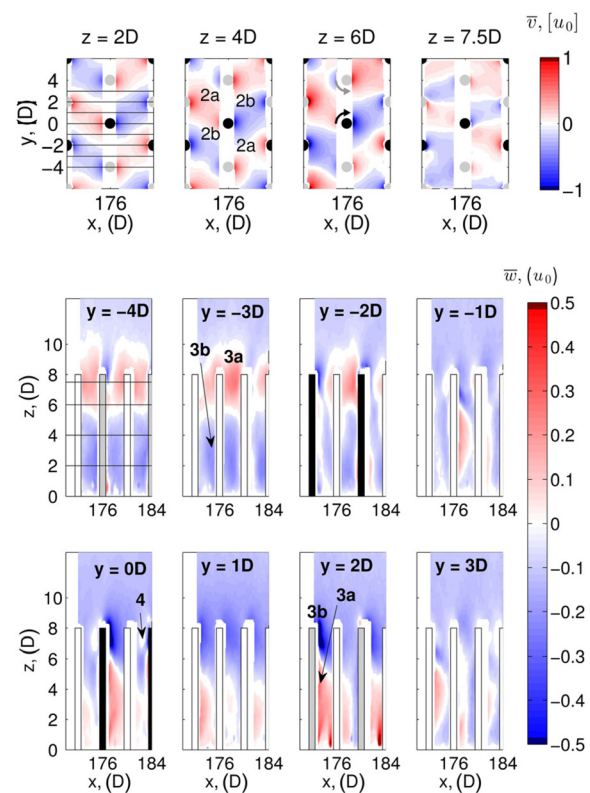 v̅, [u0]
z = 2D z = 4D z = 6D z = 7.5D
y, [D]
4
2
0
−2
−4
2a 2b
2b 2a
1
0
−1
176 176 176 176
x, (D) x, (D) x, (D) x, (D)
w̅, (u0)
y = −4D y = −3D y = −2D y = −1D
3b 3a
z, (D)
10
8
6
4
2
0
176 184 176 184 176 184 176 184
y = 0D y = 1D y = 2D y = 3D
4 3b 3a
z, (D)
10
8
6
4
2
0
176 184 176 184 176 184 176 184
x, (D) x, (D) x, (D) x, (D)
0.5
0.4
0.3
0.2
0.1
0
−0.1
−0.2
−0.3
−0.4
−0.5